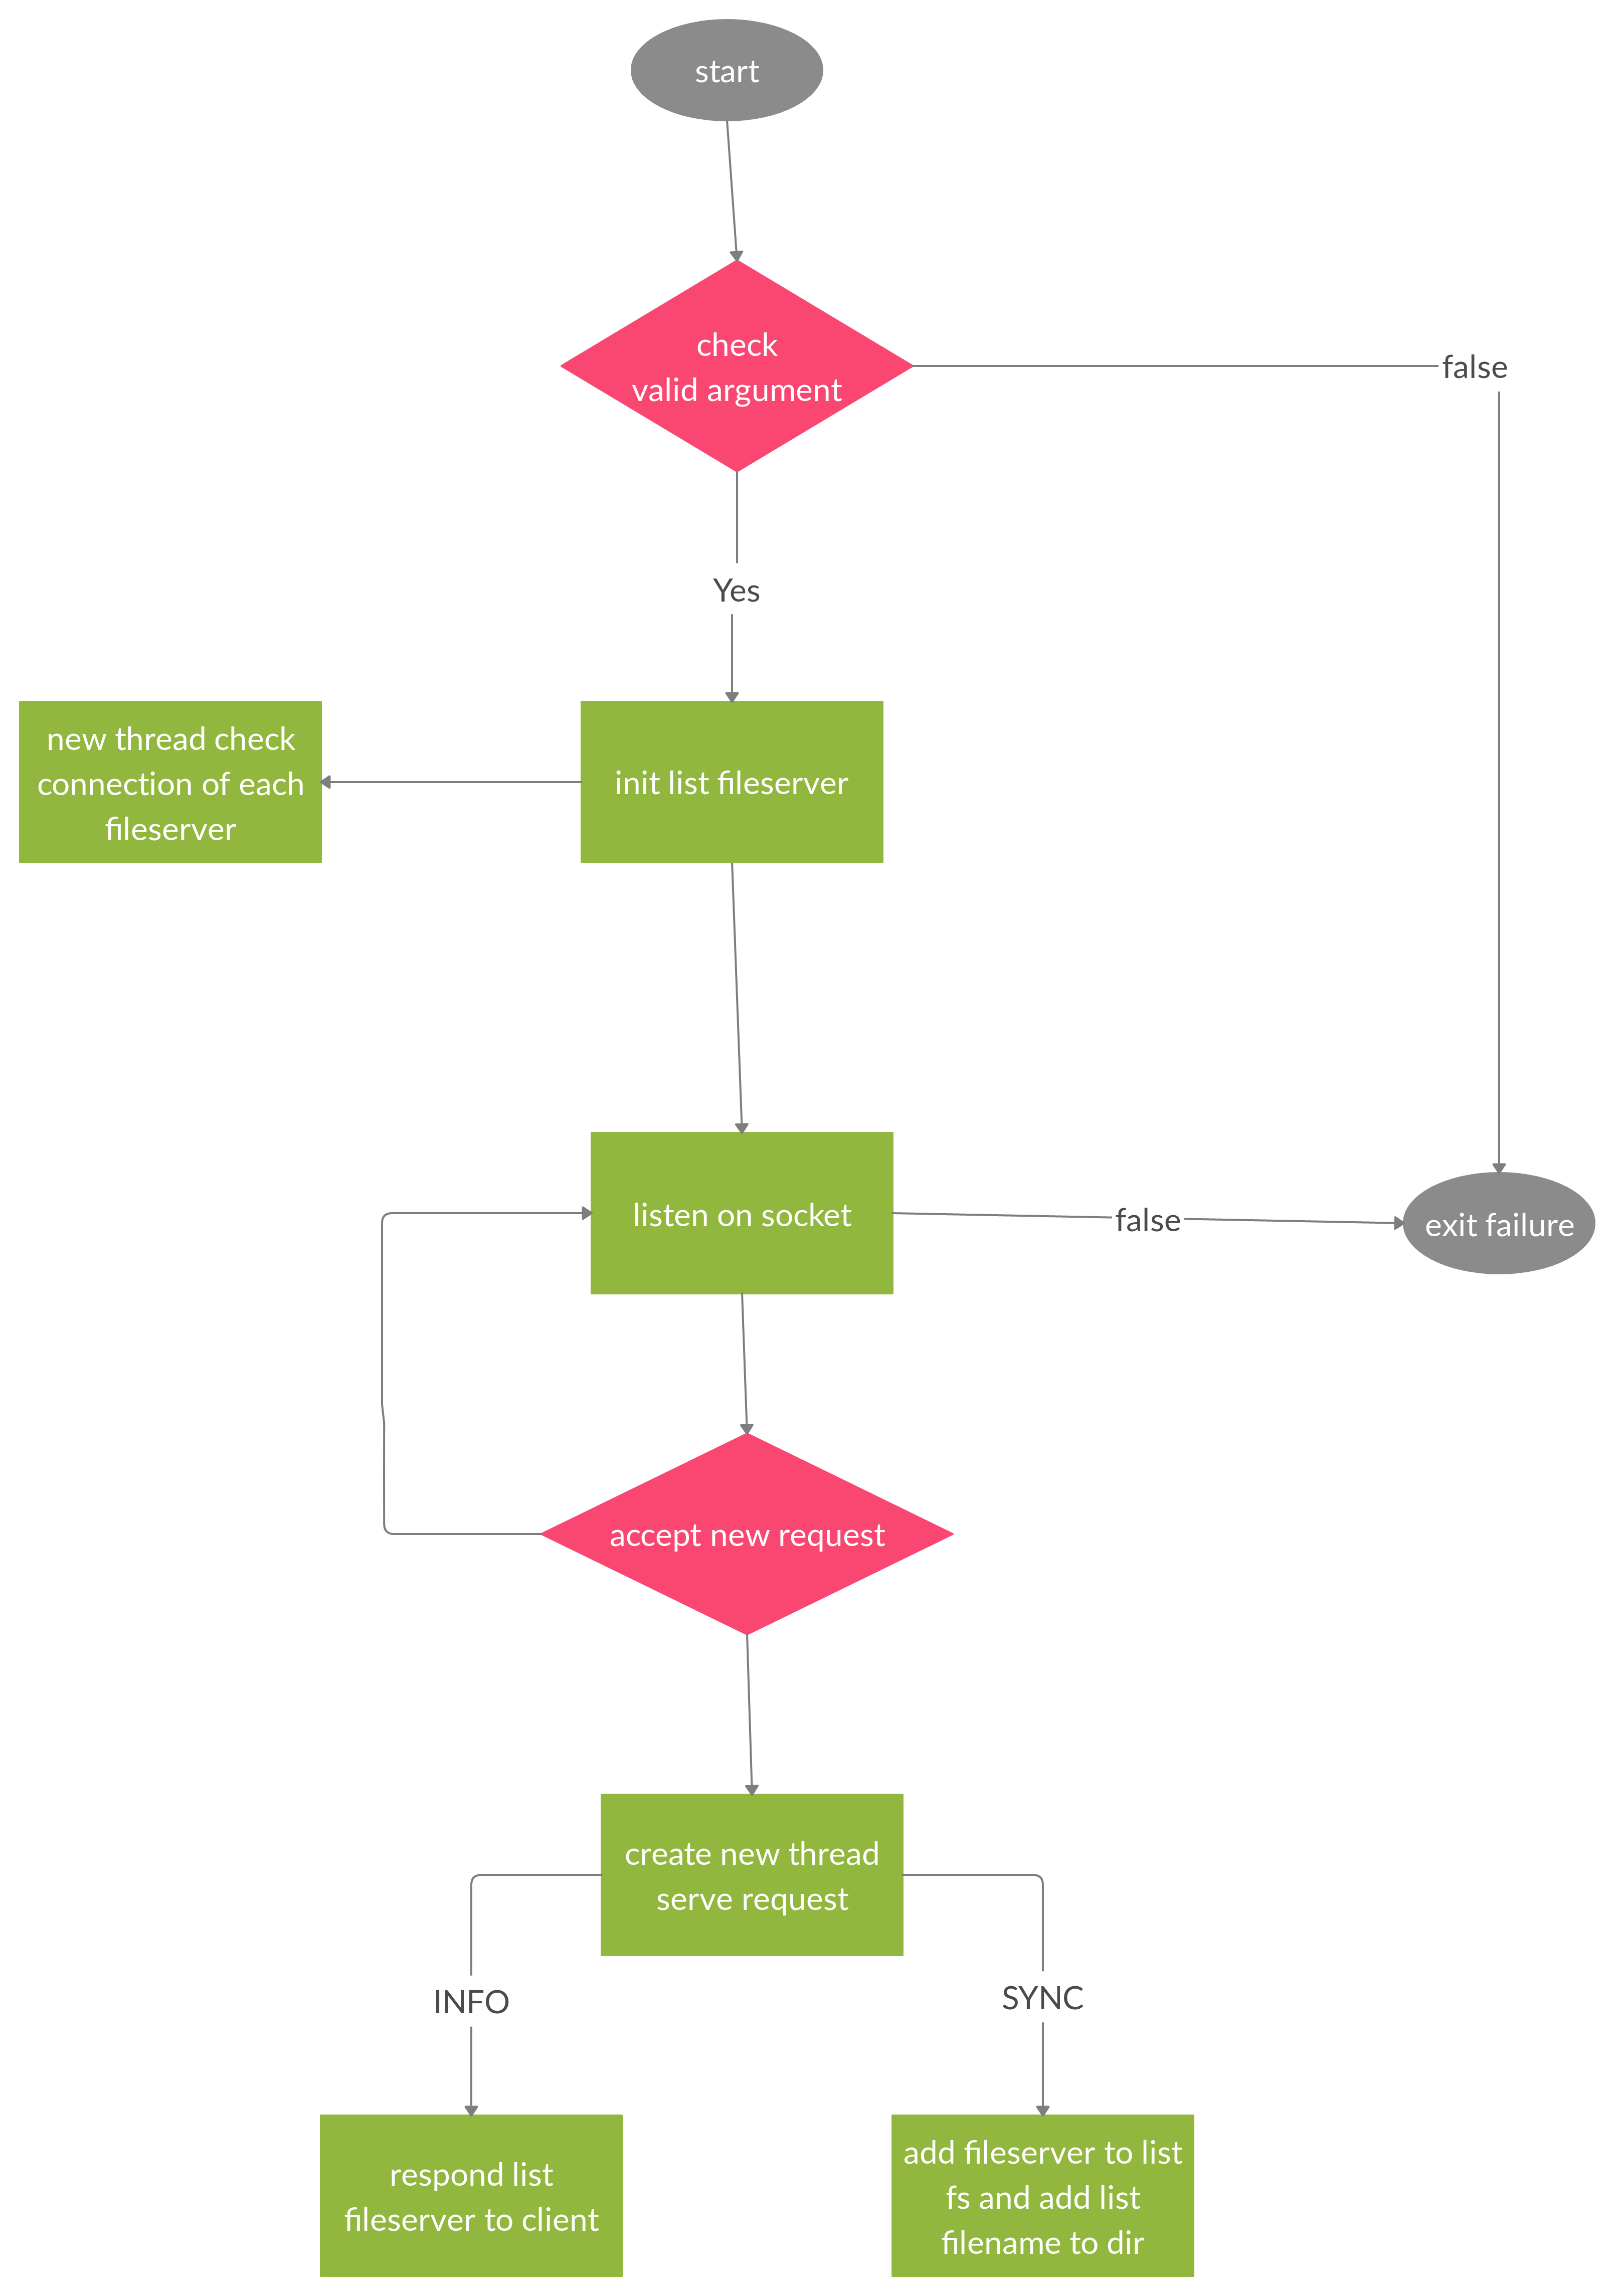 start
check
valid argument
false
Yes
new thread check
connection of each
fileserver
init list fileserver
listen on socket
false
exit failure
accept new request
create new thread
serve request
INFO
SYNC
respond list
fileserver to client
add fileserver to list
fs and add list
filename to dir